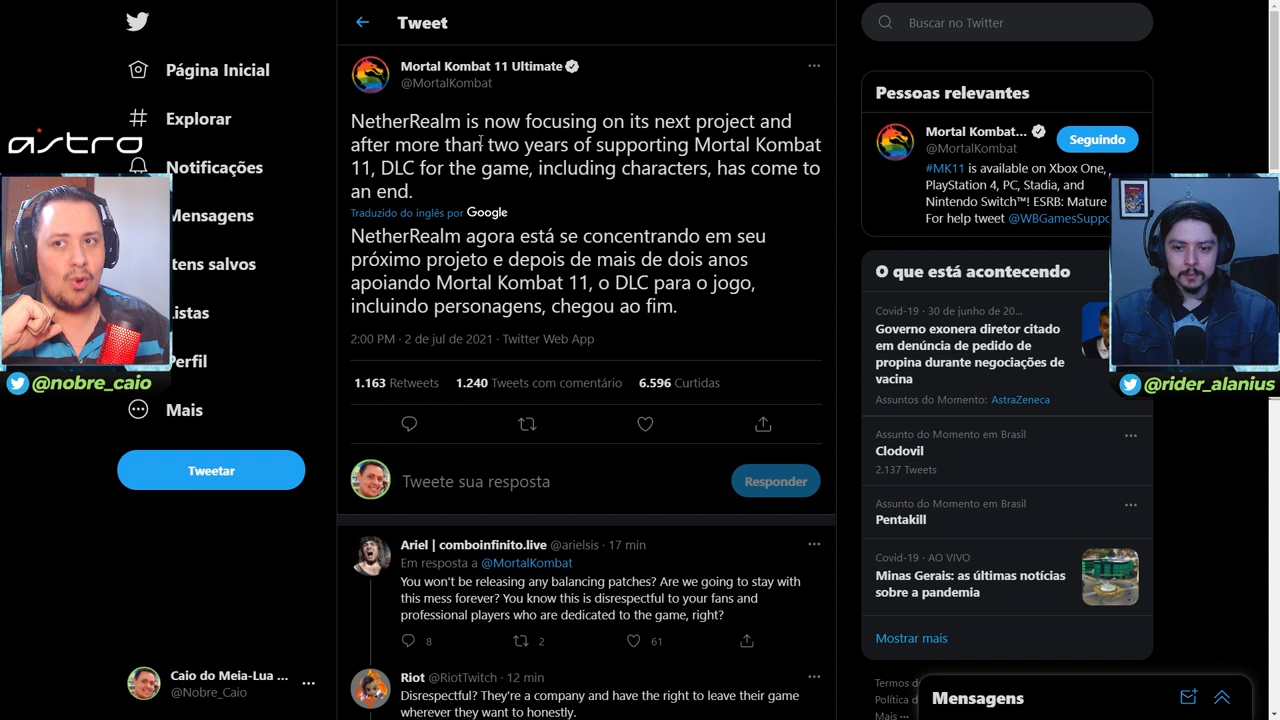 Página Inicial
Explorar
astro
Notificações
Mensagens
Itens salvos
Listas
Perfil
@nobre_caio
Mais
Tweetar
Caio do Meia-Lua ...
@Nobre_Caio
Tweet
Mortal Kombat 11 Ultimate
@MortalKombat
NetherRealm is now focusing on its next project and
after more than two years of supporting Mortal Kombat
11, DLC for the game, including characters, has come to
an end.
Traduzido do inglês por Google
NetherRealm agora está se concentrando em seu
próximo projeto e depois de mais de dois anos
apoiando Mortal Kombat 11, o DLC para o jogo,
incluindo personagens, chegou ao fim.
2:00 PM · 2 de jul de 2021 · Twitter Web App
1.163 Retweets 1.240 Tweets com comentário 6.596 Curtidas
Tweete sua resposta
Responder
Ariel | comboinfinito.live @arielsis · 17 min
Em resposta a @MortalKombat
You won't be releasing any balancing patches? Are we going to stay with
this mess forever? You know this is disrespectful to your fans and
professional players who are dedicated to the game, right?
8 2 61
Riot @RiotTwitch · 12 min
Disrespectful? They're a company and have the right to leave their game
wherever they want to honestly.
Buscar no Twitter
Pessoas relevantes
Mortal Kombat...
@MortalKombat
Seguindo
#MK11 is available on Xbox One,
PlayStation 4, PC, Stadia, and
Nintendo Switch™! ESRB: Mature
For help tweet @WBGamesSuppo
O que está acontecendo
Covid-19 · 30 de junho de 20...
Governo exonera diretor citado
em denúncia de pedido de
propina durante negociações de
vacina
Assuntos do Momento: AstraZeneca
@rider_alanius
Assunto do Momento em Brasil
Clodovil
2.137 Tweets
Assunto do Momento em Brasil
Pentakill
Covid-19 · AO VIVO
Minas Gerais: as últimas notícias
sobre a pandemia
Mostrar mais
Termos d
Política d
Mais
Mensagens